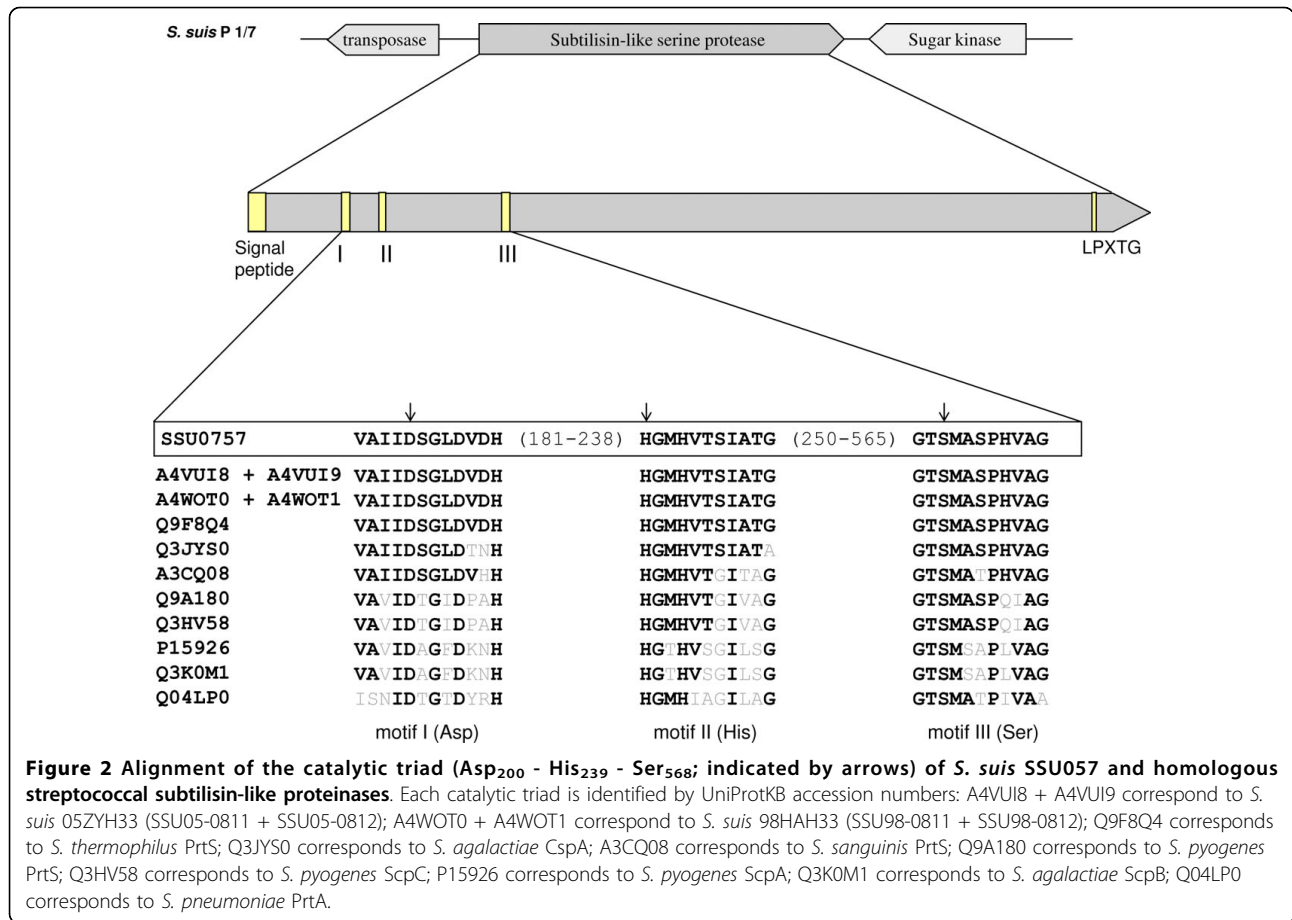 S. suis P 1/7
transposase
Subtilisin-like serine protease
Sugar kinase
Signal
peptide
I
II
III
LPXTG
SSU0757 VAIIDSGLDVDH (181-238) HGMHVTSIATG (250-565) GTSMASPHVAG
A4VUI8 + A4VUI9 VAIIDSGLDVDH HGMHVTSIATG GTSMASPHVAG
A4WOT0 + A4WOT1 VAIIDSGLDVDH HGMHVTSIATG GTSMASPHVAG
Q9F8Q4 VAIIDSGLDVDH HGMHVTSIATG GTSMASPHVAG
Q3JYS0 VAIIDSGLDTNH HGMHVTSIATA GTSMASPHVAG
A3CQ08 VAIIDSGLDVHH HGMHVTGITAG GTSMATPHVAG
Q9A180 VAVIDTGIDPAH HGMHVTGIVAG GTSMASPQIAG
Q3HV58 VAVIDTGIDPAH HGMHVTGIVAG GTSMASPQIAG
P15926 VAVIDAGFDKNH HGTHVSGILSG GTSMSAPLVAG
Q3K0M1 VAVIDAGFDKNH HGTHVSGILSG GTSMSAPLVAG
Q04LP0 ISNIDTGTDYRH HGMHIAGILAG GTSMATPIVAA
motif I (Asp) motif II (His) motif III (Ser)
Figure 2 Alignment of the catalytic triad (Asp200 - His239 - Ser568; indicated by arrows) of S. suis SSU057 and homologous
streptococcal subtilisin-like proteinases. Each catalytic triad is identified by UniProtKB accession numbers: A4VUI8 + A4VUI9 correspond to S.
suis 05ZYH33 (SSU05-0811 + SSU05-0812); A4WOT0 + A4WOT1 correspond to S. suis 98HAH33 (SSU98-0811 + SSU98-0812); Q9F8Q4 corresponds
to S. thermophilus PrtS; Q3JYS0 corresponds to S. agalactiae CspA; A3CQ08 corresponds to S. sanguinis PrtS; Q9A180 corresponds to S. pyogenes
PrtS; Q3HV58 corresponds to S. pyogenes ScpC; P15926 corresponds to S. pyogenes ScpA; Q3K0M1 corresponds to S. agalactiae ScpB; Q04LP0
corresponds to S. pneumoniae PrtA.